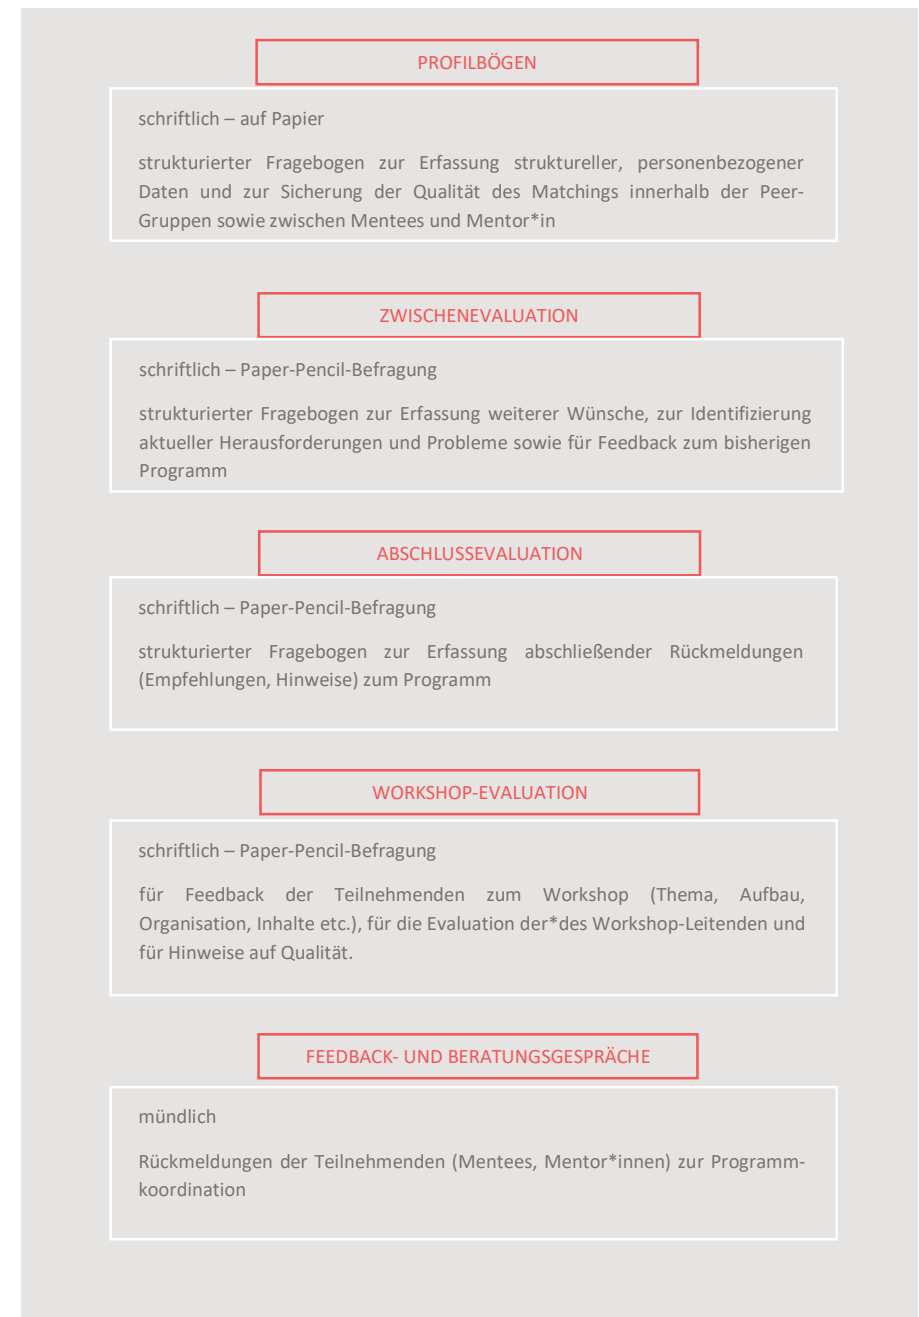 PROFILBÖGEN
schriftlich – auf Papier
strukturierter Fragebogen zur Erfassung struktureller, personenbezogener
Daten und zur Sicherung der Qualität des Matchings innerhalb der Peer-
Gruppen sowie zwischen Mentees und Mentor*in
ZWISCHENEVALUATION
schriftlich – Paper-Pencil-Befragung
strukturierter Fragebogen zur Erfassung weiterer Wünsche, zur Identifizierung
aktueller Herausforderungen und Probleme sowie für Feedback zum bisherigen
Programm
ABSCHLUSSEVALUATION
schriftlich – Paper-Pencil-Befragung
strukturierter Fragebogen zur Erfassung abschließender Rückmeldungen
(Empfehlungen, Hinweise) zum Programm
WORKSHOP-EVALUATION
schriftlich – Paper-Pencil-Befragung
für Feedback der Teilnehmenden zum Workshop (Thema, Aufbau,
Organisation, Inhalte etc.), für die Evaluation der*des Workshop-Leitenden und
für Hinweise auf Qualität.
FEEDBACK- UND BERATUNGSGESPRÄCHE
mündlich
Rückmeldungen der Teilnehmenden (Mentees, Mentor*innen) zur Programm-
koordination